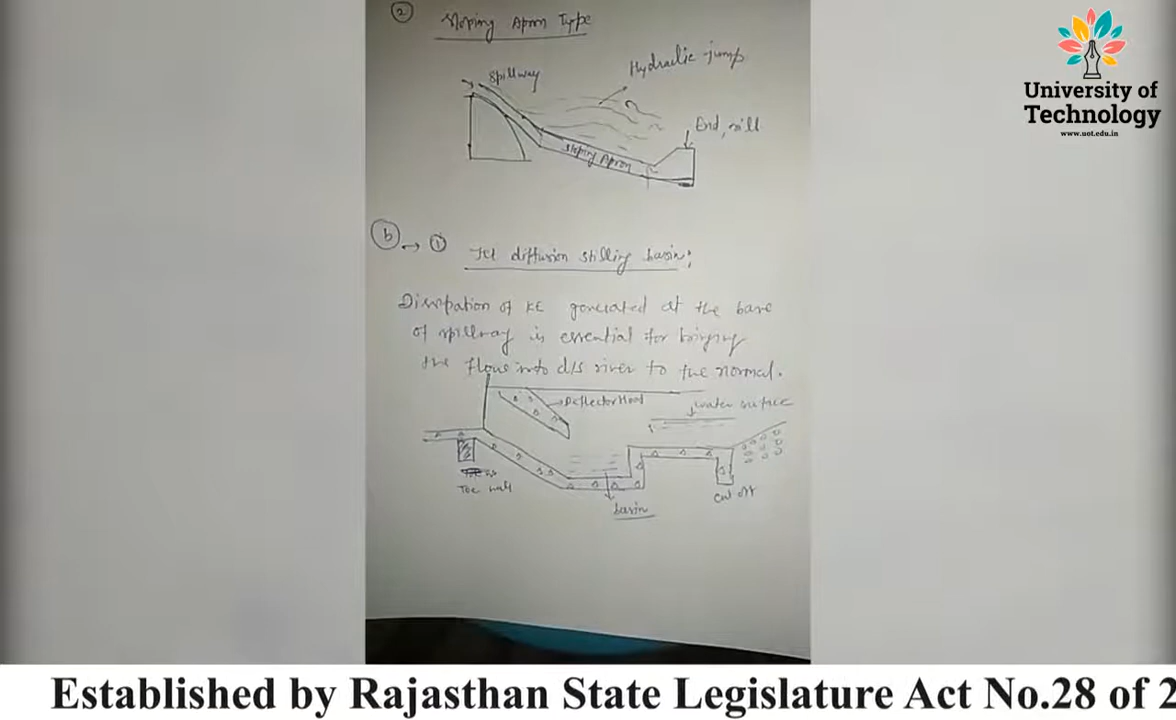 2 Sloping Apron Type
Spillway
Hydraulic jump
End sill
Sloping Apron
b → 1 Jet diffusion stilling basin;
Dissipation of KE generated at the base
of spillway is essential for bringing
the flow into d/s river to the normal.
Deflector Hood
water surface
Toe wall
basin
cut off
University of
Technology
www.uot.edu.in
Established by Rajasthan State Legislature Act No.28 of 2